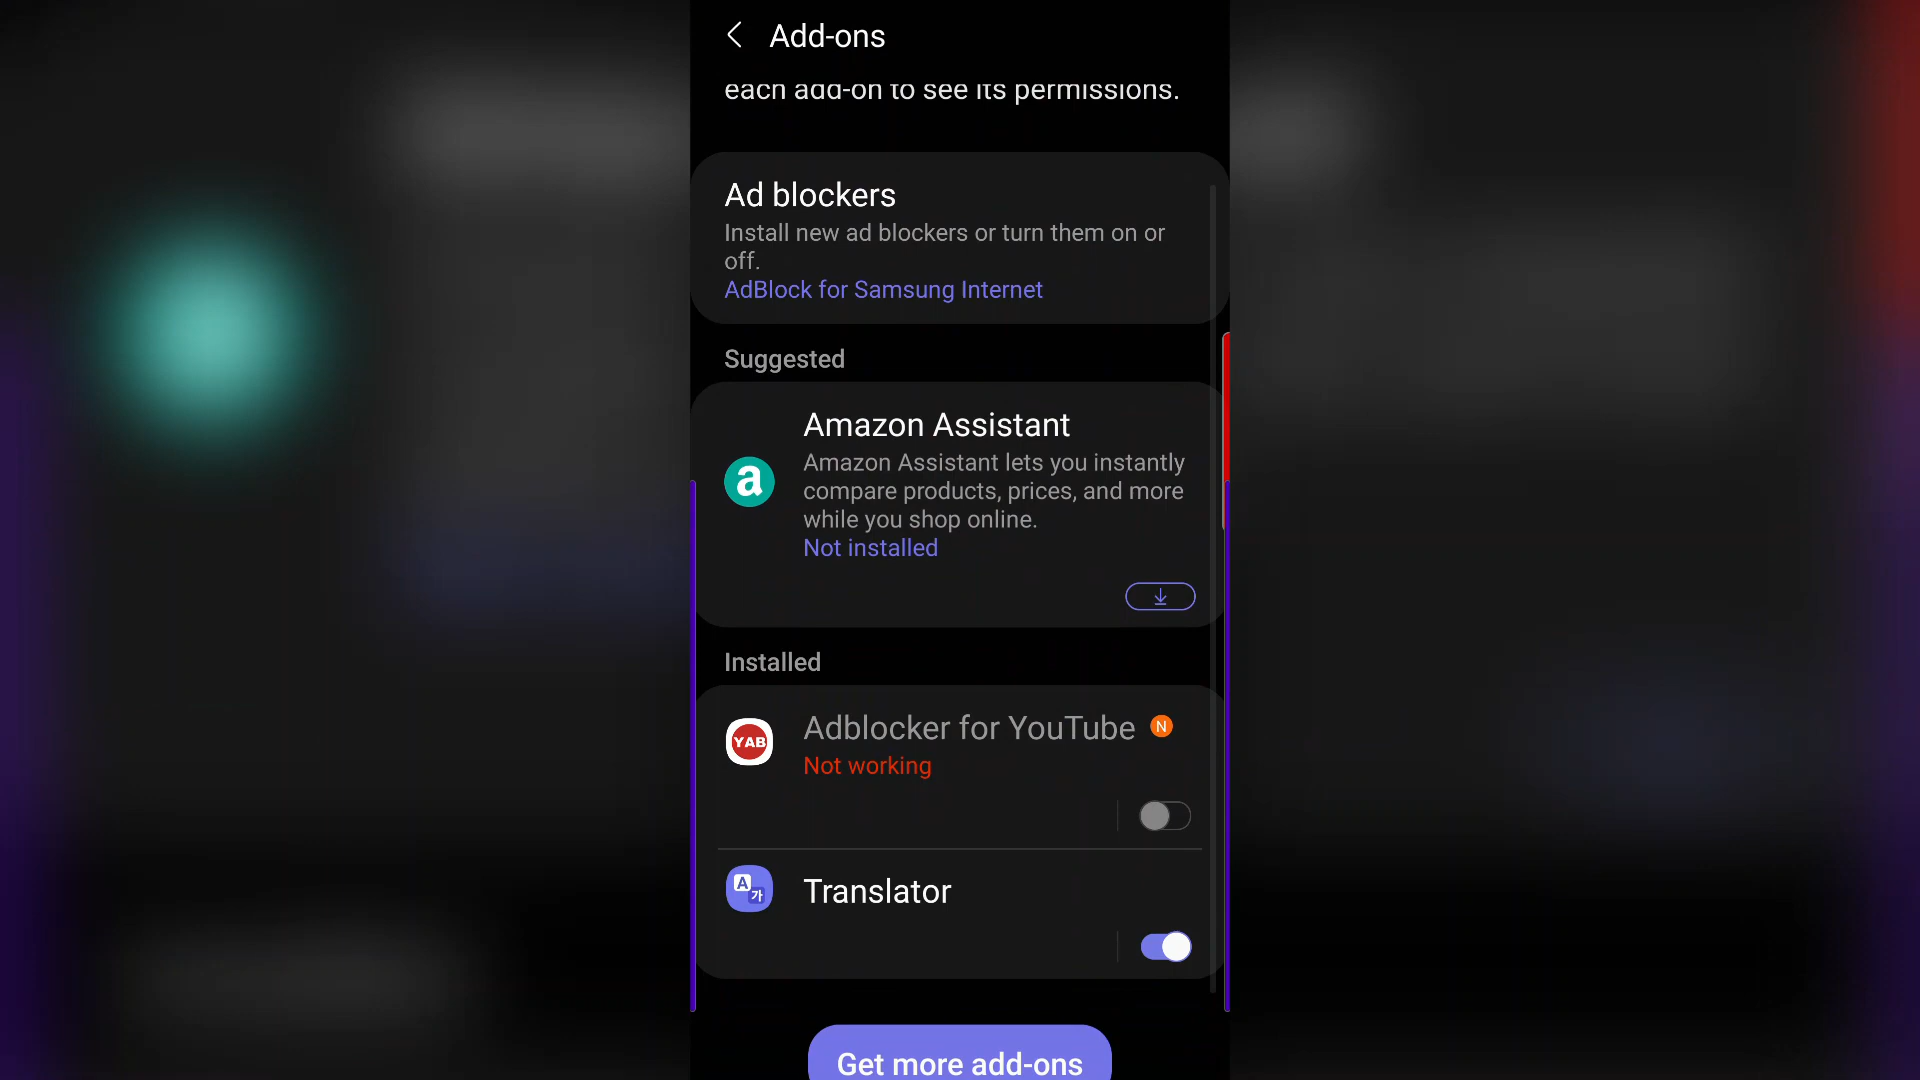 Add-ons
each add-on to see its permissions.
Ad blockers
Install new ad blockers or turn them on or
off.
AdBlock for Samsung Internet
Suggested
a
Amazon Assistant
Amazon Assistant lets you instantly
compare products, prices, and more
while you shop online.
Not installed
Installed
YAB
Adblocker for YouTube N
Not working
A가
Translator
Get more add-ons